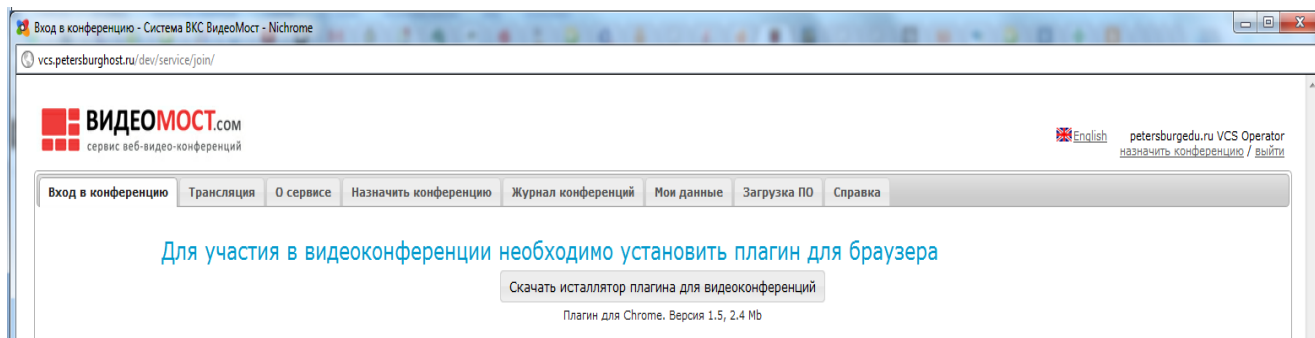 Вход в конференцию - Система ВКС ВидеоМост - Nichrome
vcs.petersburghost.ru/dev/service/join/
ВИДЕОМОСТ.com
сервис веб-видео-конференций
English petersburgedu.ru VCS Operator
назначить конференцию / выйти
Вход в конференцию Трансляция О сервисе Назначить конференцию Журнал конференций Мои данные Загрузка ПО Справка
Для участия в видеоконференции необходимо установить плагин для браузера
Скачать исталлятор плагина для видеоконференций
Плагин для Chrome. Версия 1.5, 2.4 Mb